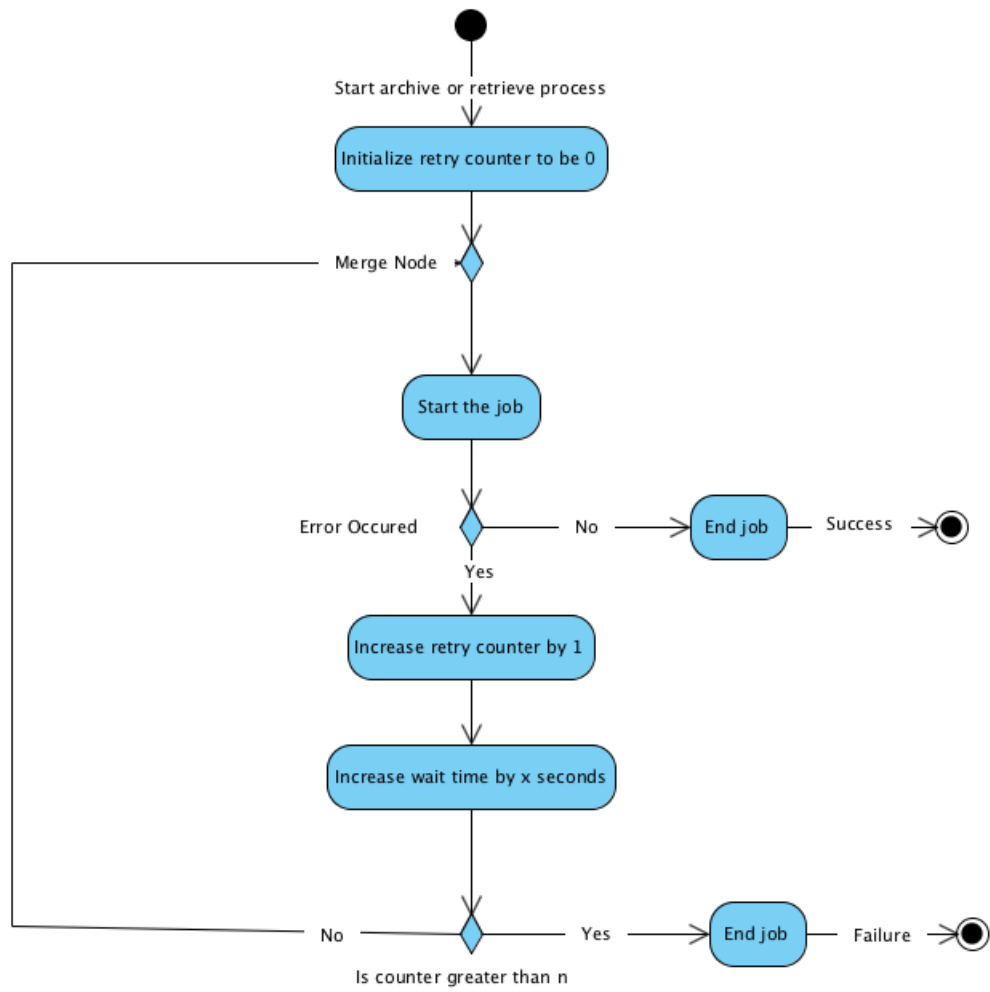 Start archive or retrieve process
Initialize retry counter to be 0
Merge Node
Start the job
Error Occured
No
End job
Success
Yes
Increase retry counter by 1
Increase wait time by x seconds
No
Yes
End job
Failure
Is counter greater than n